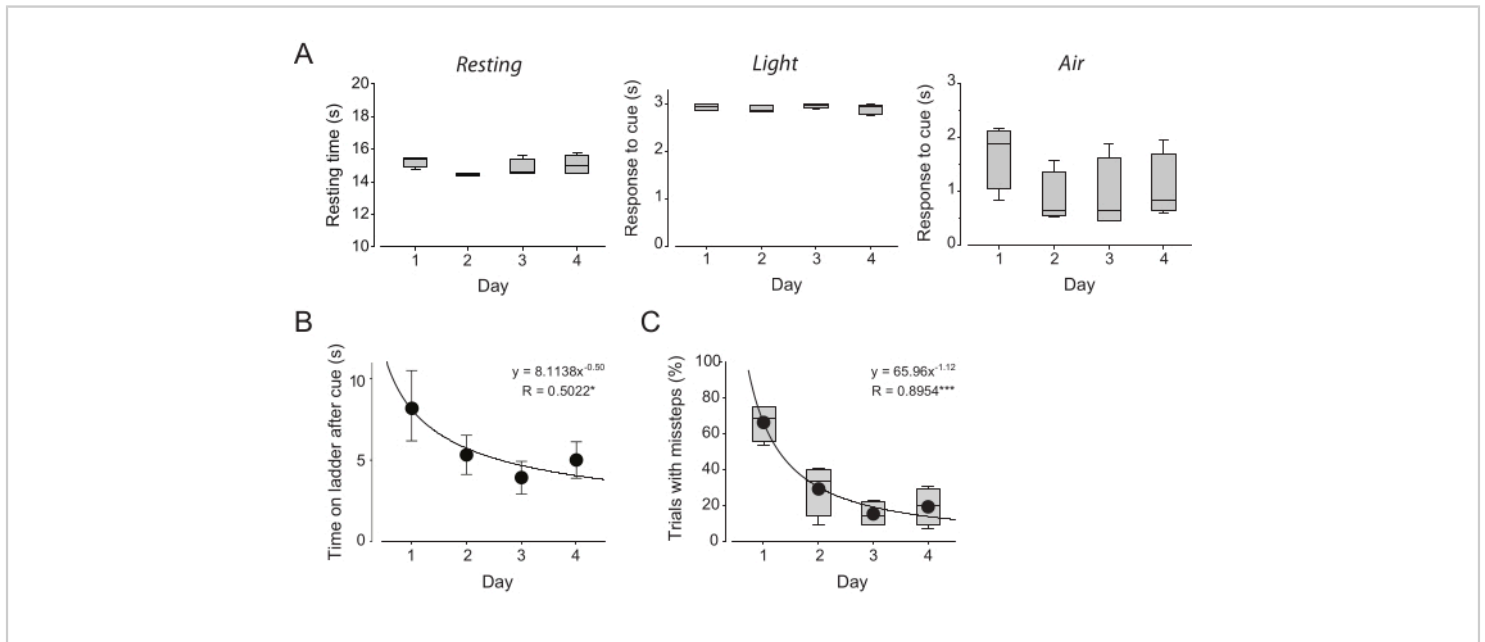 A
Resting
Light
Air
Resting time (s)
20
18
16
14
12
10
1 2 3 4
Day
Response to cue (s)
3
2
1
0
1 2 3 4
Day
Response to cue (s)
3
2
1
0
1 2 3 4
Day
B
Time on ladder after cue (s)
10
5
0
y = 8.1138x^-0.50
R = 0.5022*
1 2 3 4
Day
C
Trials with missteps (%)
100
80
60
40
20
0
y = 65.96x^-1.12
R = 0.8954***
1 2 3 4
Day